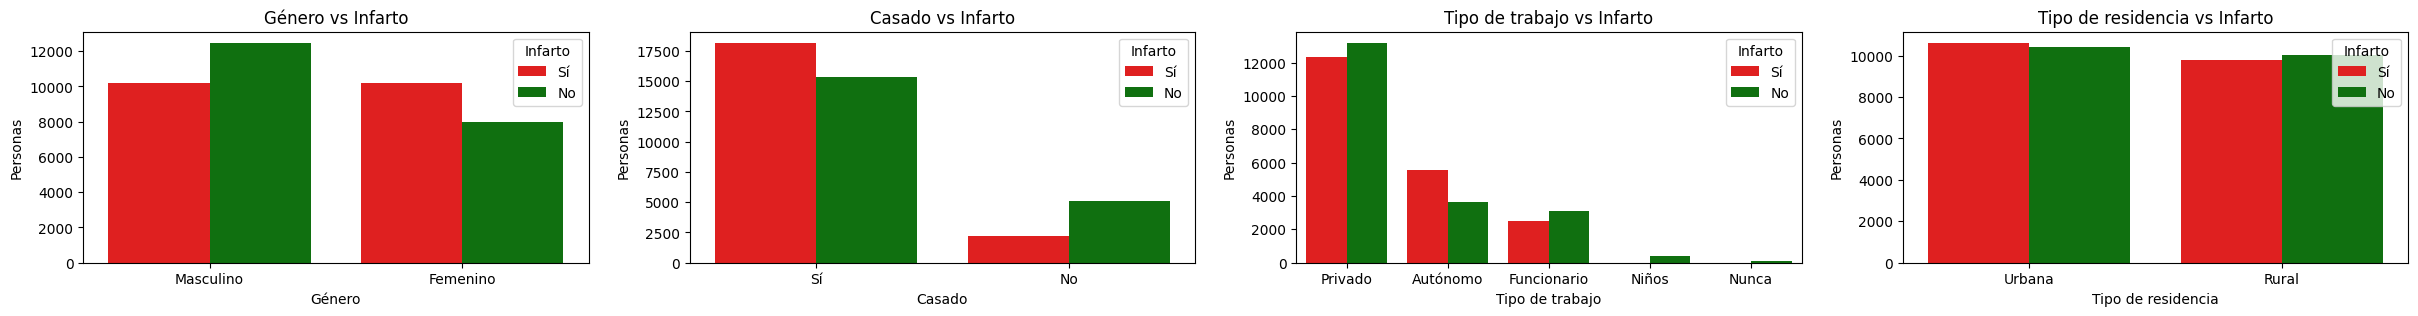 Género vs Infarto
12000
10000
8000
6000
4000
2000
0
Personas
Infarto
Sí
No
Masculino Femenino
Género
Casado vs Infarto
17500
15000
12500
10000
7500
5000
2500
0
Personas
Infarto
Sí
No
Sí No
Casado
Tipo de trabajo vs Infarto
12000
10000
8000
6000
4000
2000
0
Personas
Infarto
Sí
No
Privado Autónomo Funcionario Niños Nunca
Tipo de trabajo
Tipo de residencia vs Infarto
10000
8000
6000
4000
2000
0
Personas
Infarto
Sí
No
Urbana Rural
Tipo de residencia